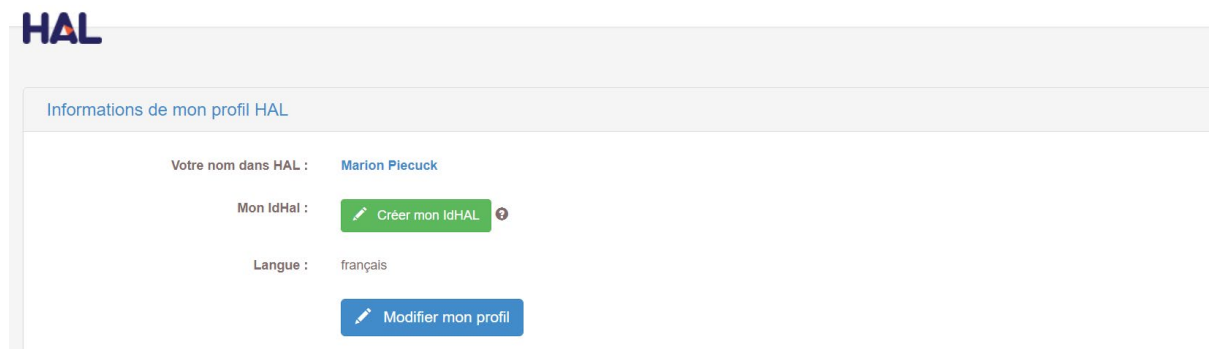 HAL
Informations de mon profil HAL
Votre nom dans HAL : Marion Piecuck
Mon IdHal : Créer mon IdHAL ?
Langue : français
Modifier mon profil